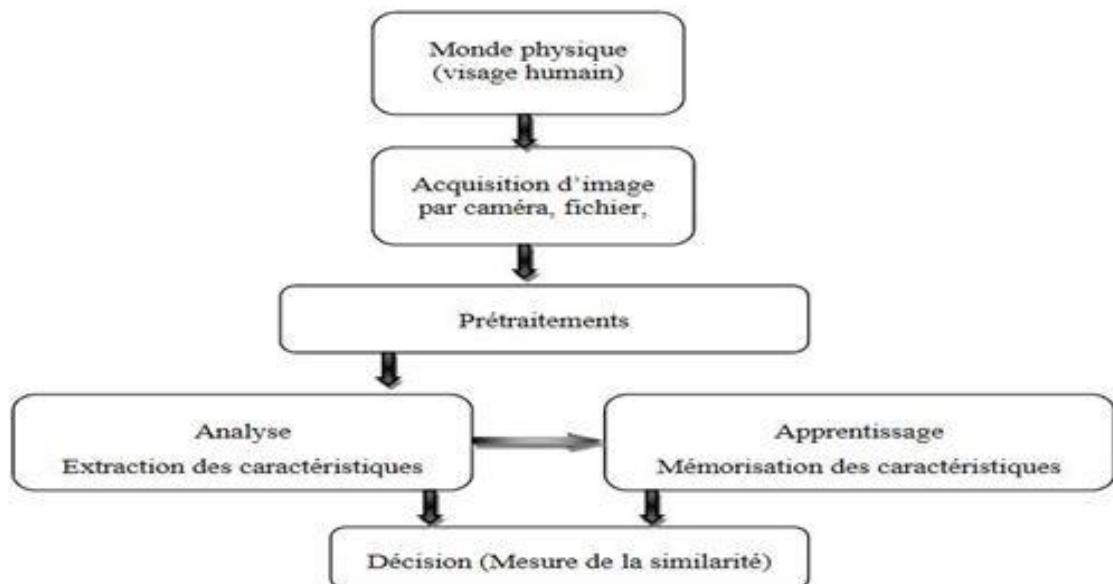 Monde physique
(visage humain)
Acquisition d'image
par caméra, fichier,
Prétraitements
Analyse
Extraction des caractéristiques
Apprentissage
Mémorisation des caractéristiques
Décision (Mesure de la similarité)